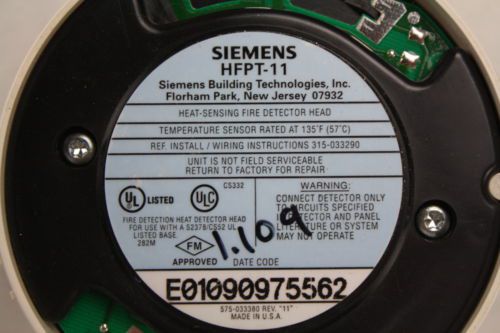 SIEMENS
HFPT-11
Siemens Building Technologies, Inc.
Florham Park, New Jersey 07932
HEAT-SENSING FIRE DETECTOR HEAD
TEMPERATURE SENSOR RATED AT 135°F (57°C)
REF. INSTALL / WIRING INSTRUCTIONS 315-033290
UNIT IS NOT FIELD SERVICEABLE
RETURN TO FACTORY FOR REPAIR
UL LISTED
ULC
CS332
FIRE DETECTION HEAT DETECTOR HEAD
FOR USE WITH A 52378/CS52 UL
LISTED BASE.
282M
FM
APPROVED
WARNING:
CONNECT DETECTOR ONLY
TO CIRCUITS SPECIFIED
IN DETECTOR AND PANEL
LITERATURE OR SYSTEM
MAY NOT OPERATE
1.109
DATE CODE
E01090975562
575-033380 REV. "11"
MADE IN U.S.A.